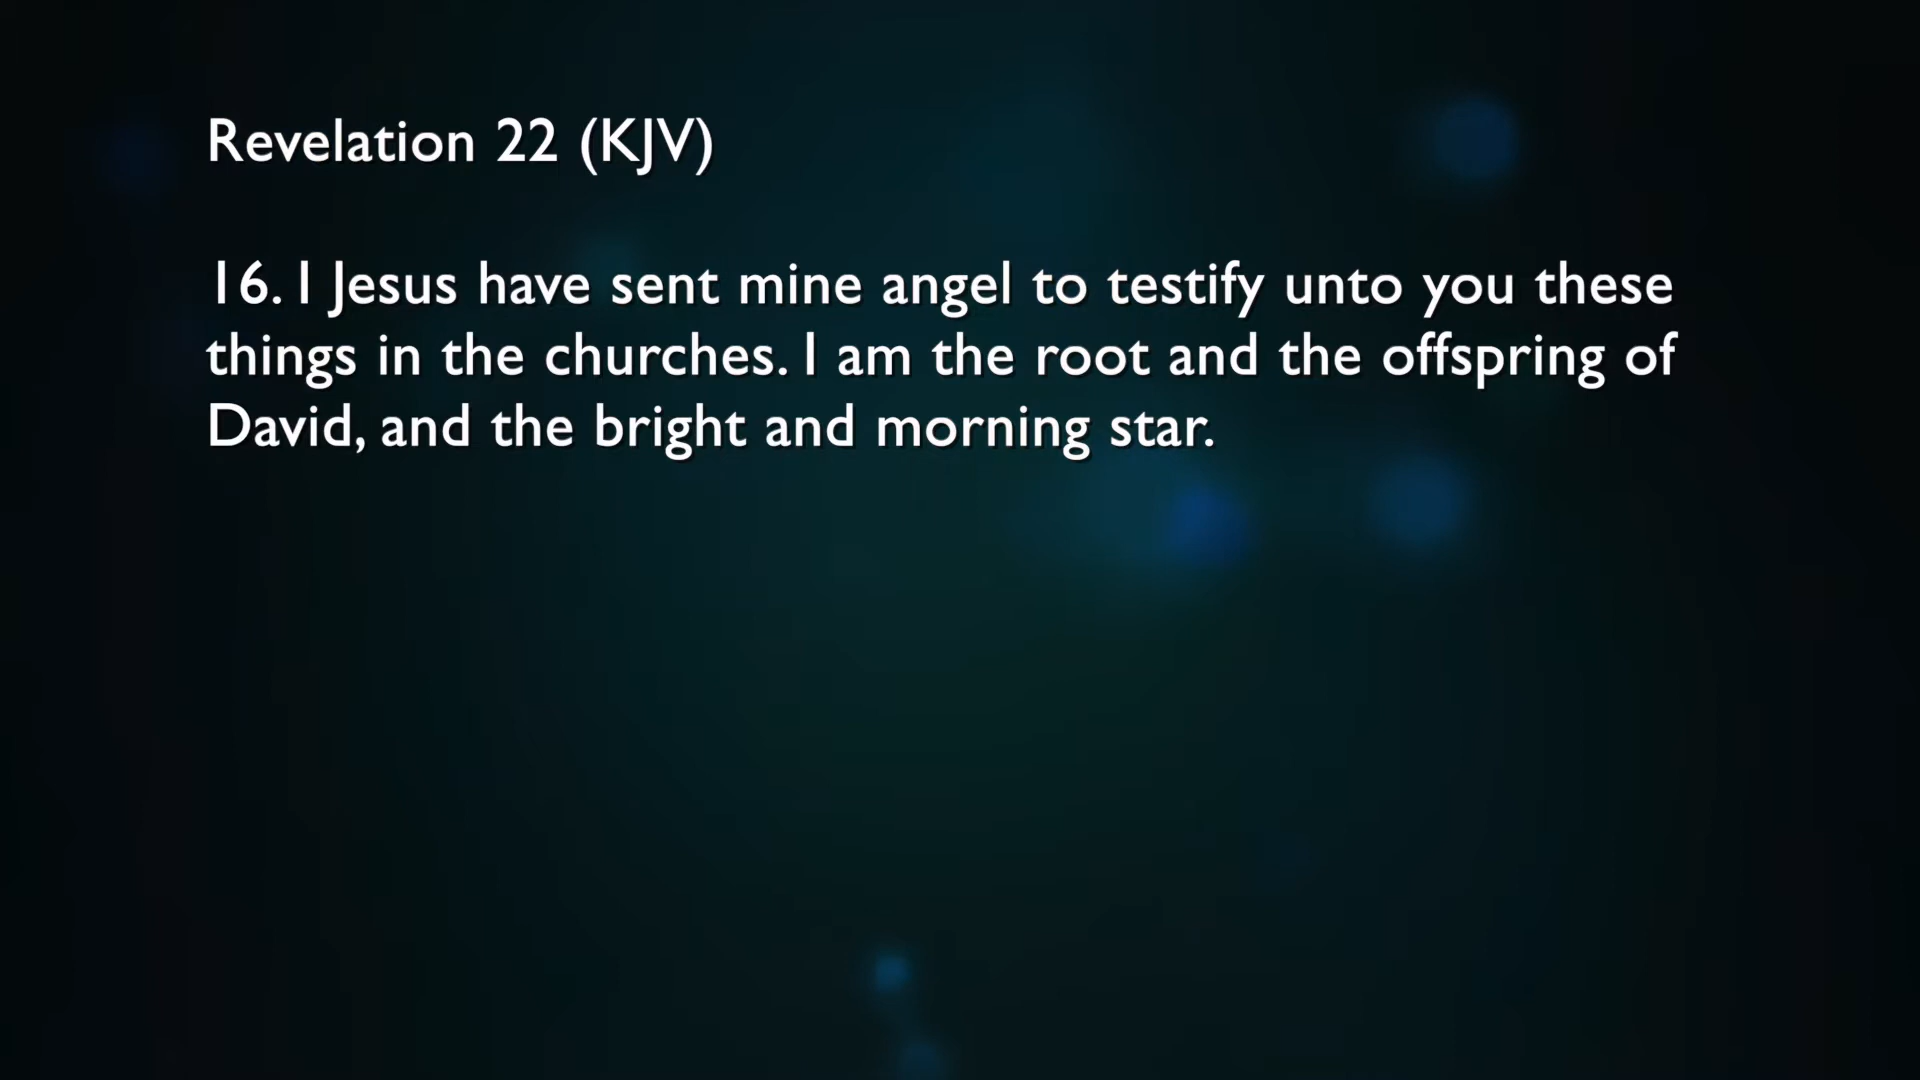 Revelation 22 (KJV)
16. I Jesus have sent mine angel to testify unto you these
things in the churches. I am the root and the offspring of
David, and the bright and morning star.